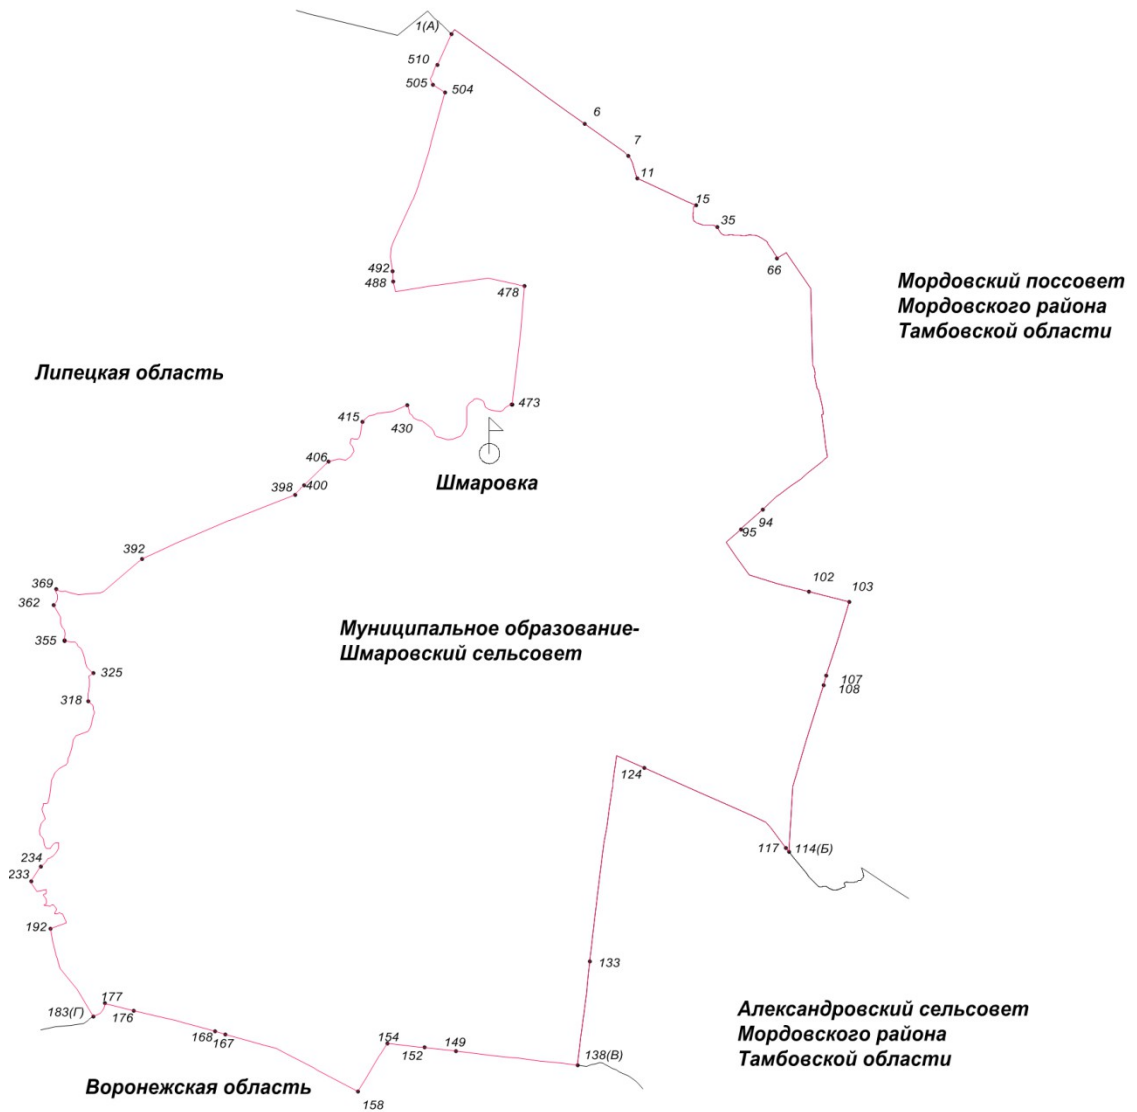 1(А)
510
505
504
6
7
11
15
35
66
492
488
478
Мордовский поссовет
Мордовского района
Тамбовской области
Липецкая область
473
415
430
406
400
398
Шмаровка
94
95
392
369
362
102
103
355
Муниципальное образование-
Шмаровский сельсовет
325
318
107
108
124
117
114(Б)
234
233
192
133
177
183(Г)
176
168
167
154
152
149
138(В)
158
Александровский сельсовет
Мордовского района
Тамбовской области
Воронежская область